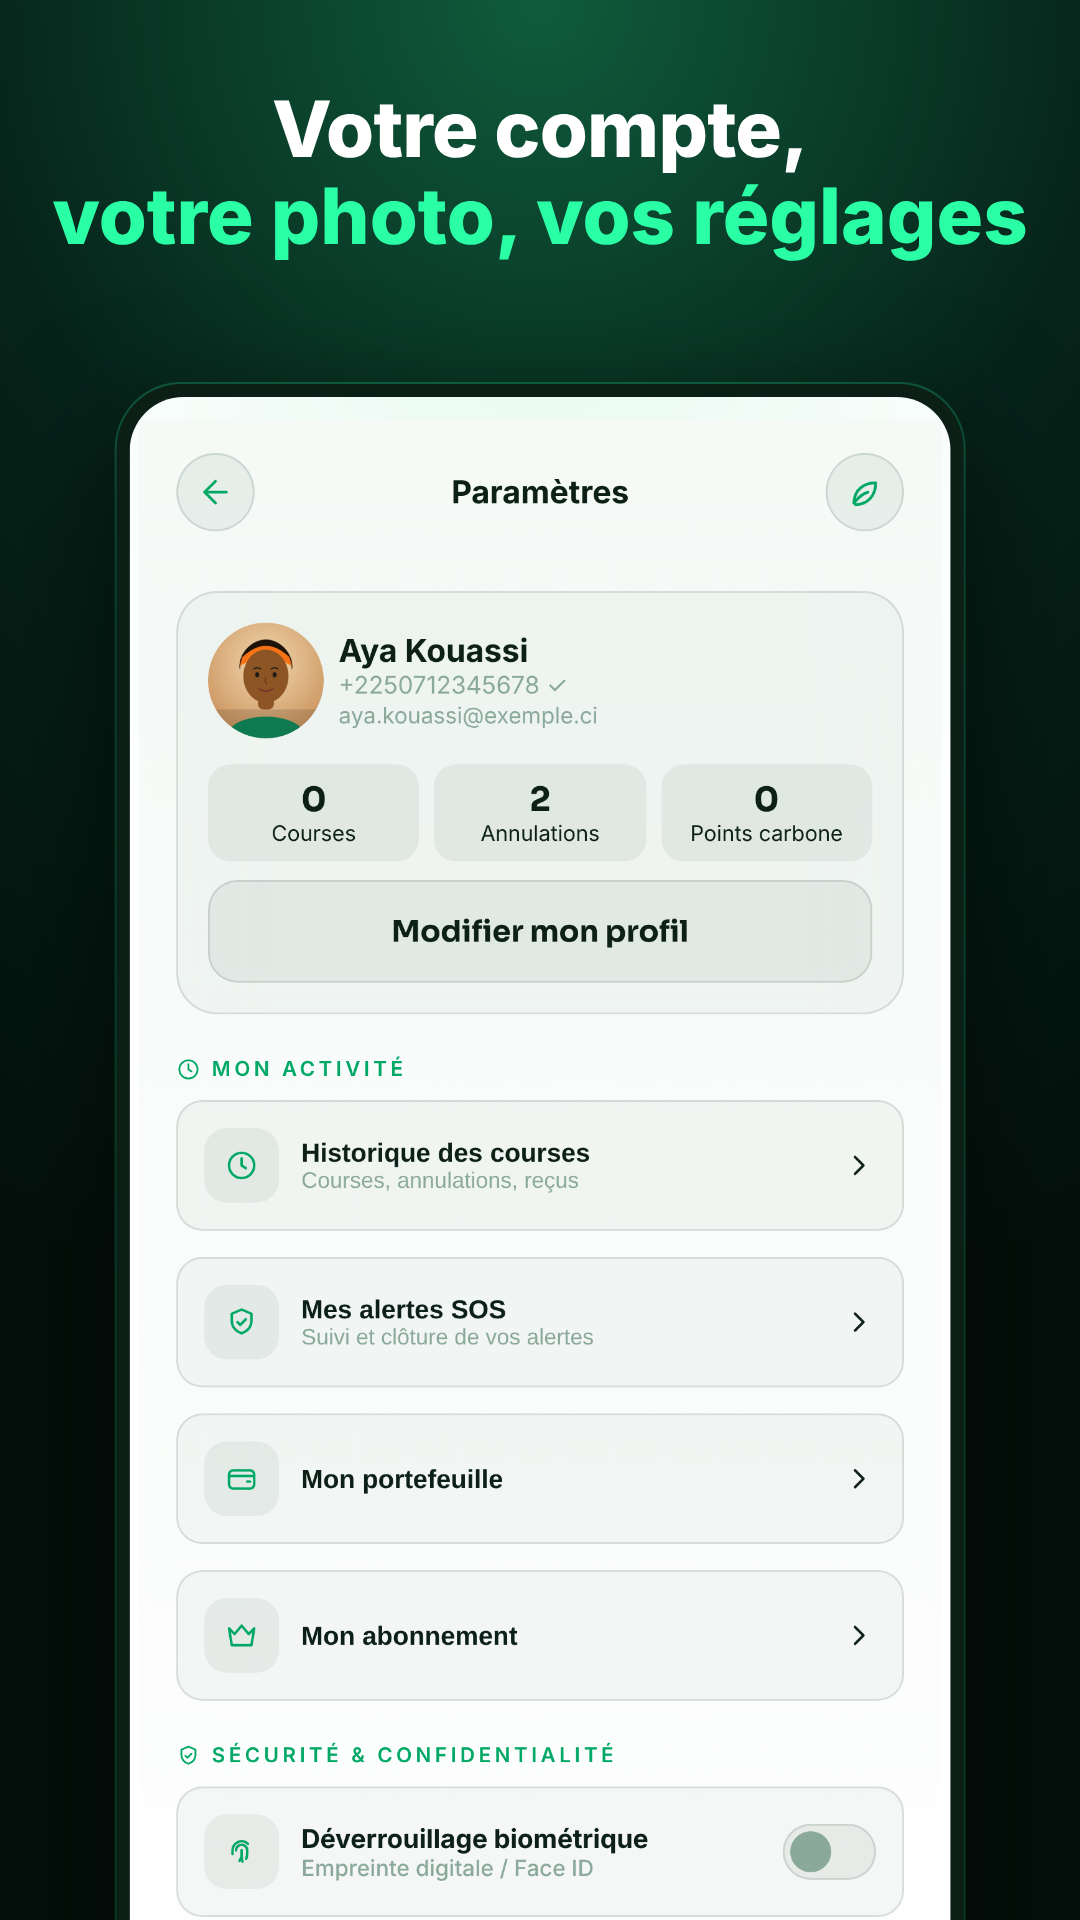 Votre compte,
votre photo, vos réglages
Paramètres
Aya Kouassi
+2250712345678
aya.kouassi@exemple.ci
0 2 0
Courses Annulations Points carbone
Modifier mon profil
MON ACTIVITÉ
Historique des courses
Courses, annulations, reçus
Mes alertes SOS
Suivi et clôture de vos alertes
Mon portefeuille
Mon abonnement
SÉCURITÉ & CONFIDENTIALITÉ
Déverrouillage biométrique
Empreinte digitale / Face ID